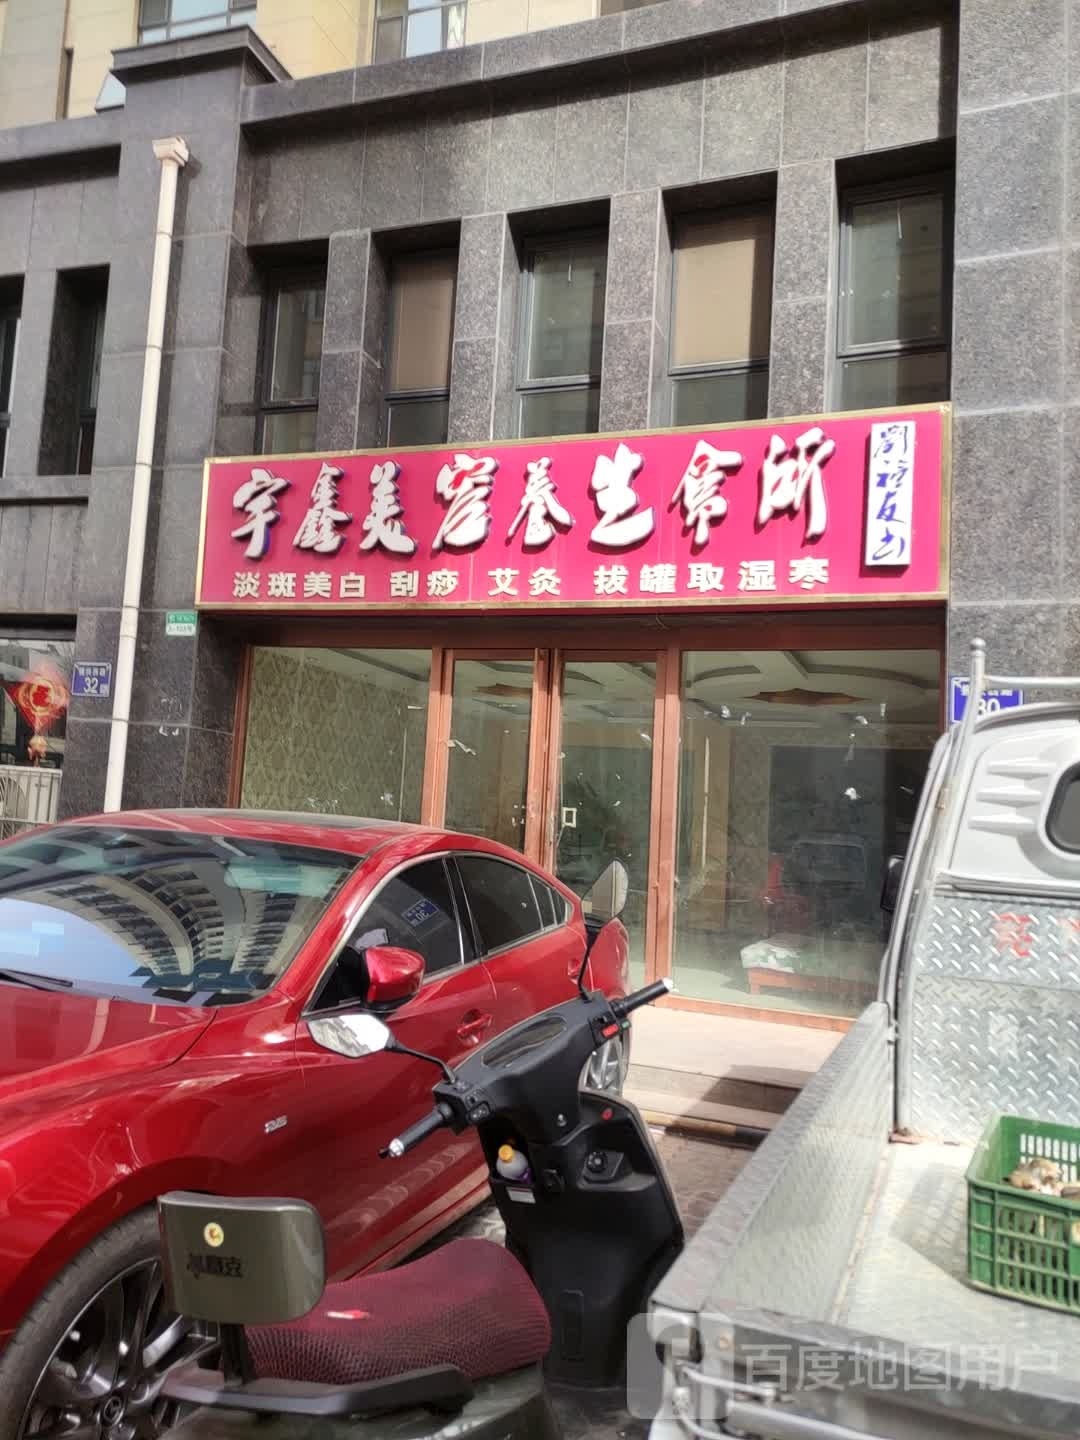 宇鑫美容养生会所
淡斑美白 刮痧 艾灸 拔罐取湿寒
32
30
百度地图用户